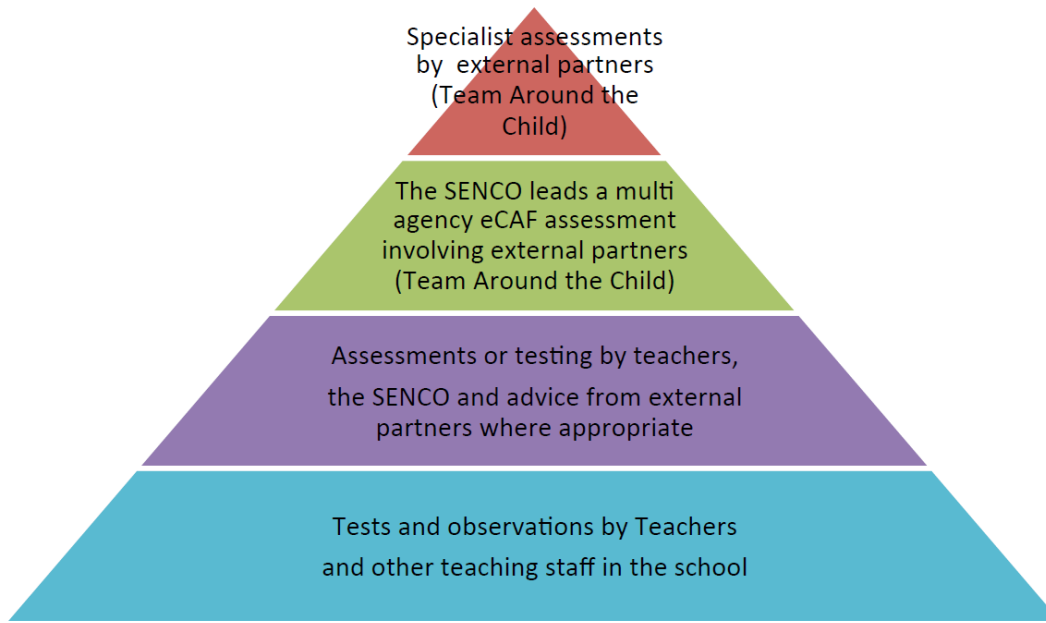 Specialist assessments
by external partners
(Team Around the
Child)
The SENCO leads a multi
agency eCAF assessment
involving external partners
(Team Around the Child)
Assessments or testing by teachers,
the SENCO and advice from external
partners where appropriate
Tests and observations by Teachers
and other teaching staff in the school